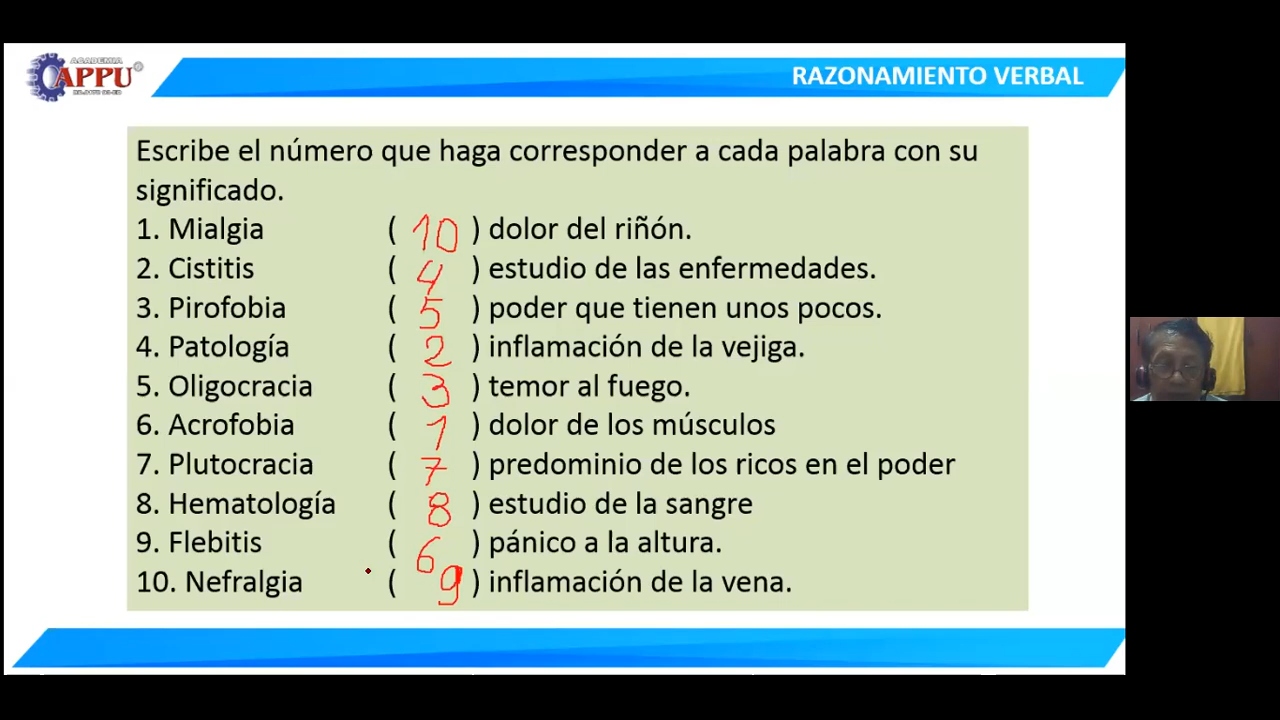 ACADEMIA
APPU
RAZONAMIENTO VERBAL
Escribe el número que haga corresponder a cada palabra con su
significado.
1. Mialgia ( 10 ) dolor del riñón.
2. Cistitis ( 4 ) estudio de las enfermedades.
3. Pirofobia ( 5 ) poder que tienen unos pocos.
4. Patología ( 2 ) inflamación de la vejiga.
5. Oligocracia ( 3 ) temor al fuego.
6. Acrofobia ( 1 ) dolor de los músculos
7. Plutocracia ( 7 ) predominio de los ricos en el poder
8. Hematología ( 8 ) estudio de la sangre
9. Flebitis ( 6 ) pánico a la altura.
10. Nefralgia ( 9 ) inflamación de la vena.